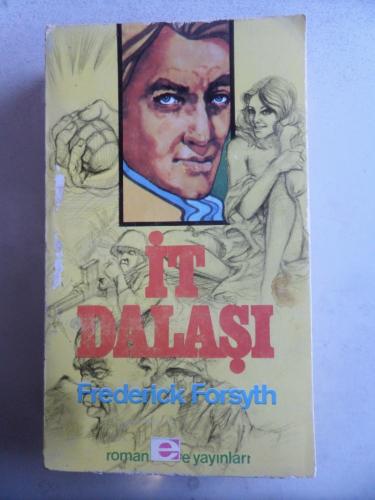 İT
DALAŞI
Frederick Forsyth
roman e e yayınları